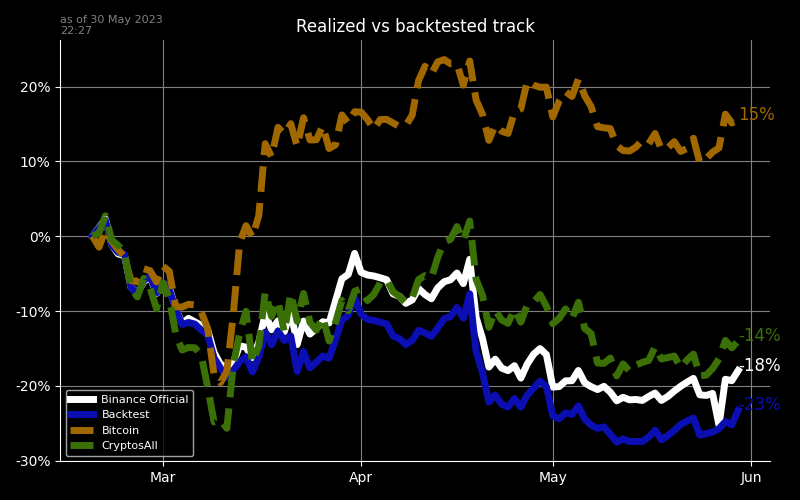 as of 30 May 2023
22:27
Realized vs backtested track
20%
10%
0%
-10%
-20%
-30%
15%
-14%
-18%
-23%
Binance Official
Backtest
Bitcoin
CryptosAll
Mar
Apr
May
Jun